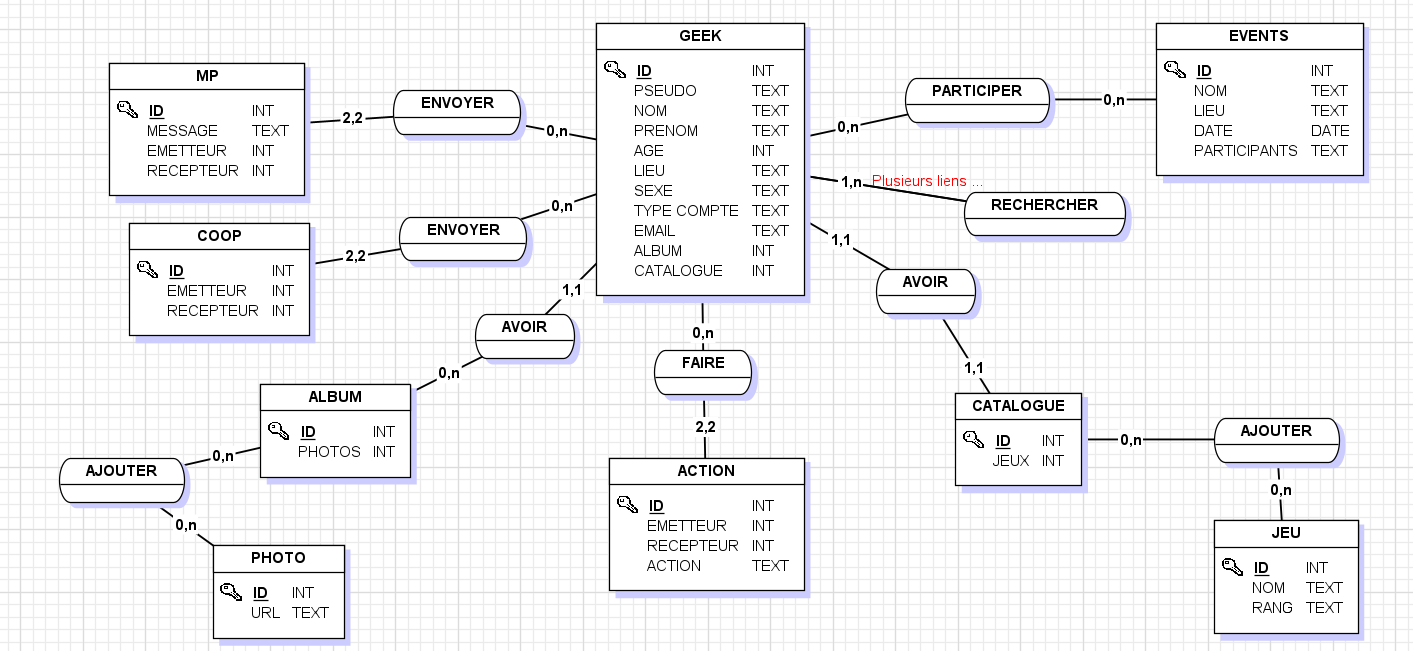 MP
ID INT
MESSAGE TEXT
EMETTEUR INT
RECEPTEUR INT
2,2
ENVOYER
0,n
GEEK
ID INT
PSEUDO TEXT
NOM TEXT
PRENOM TEXT
AGE INT
LIEU TEXT
SEXE TEXT
TYPE COMPTE TEXT
EMAIL TEXT
ALBUM INT
CATALOGUE INT
0,n
PARTICIPER
0,n
EVENTS
ID INT
NOM TEXT
LIEU TEXT
DATE DATE
PARTICIPANTS TEXT
1,n
Plusieurs liens ...
RECHERCHER
COOP
ID INT
EMETTEUR INT
RECEPTEUR INT
2,2
ENVOYER
0,n
1,1
AVOIR
0,n
ALBUM
ID INT
PHOTOS INT
0,n
AJOUTER
0,n
PHOTO
ID INT
URL TEXT
0,n
FAIRE
2,2
ACTION
ID INT
EMETTEUR INT
RECEPTEUR INT
ACTION TEXT
1,1
AVOIR
1,1
CATALOGUE
ID INT
JEUX INT
0,n
AJOUTER
0,n
JEU
ID INT
NOM TEXT
RANG TEXT